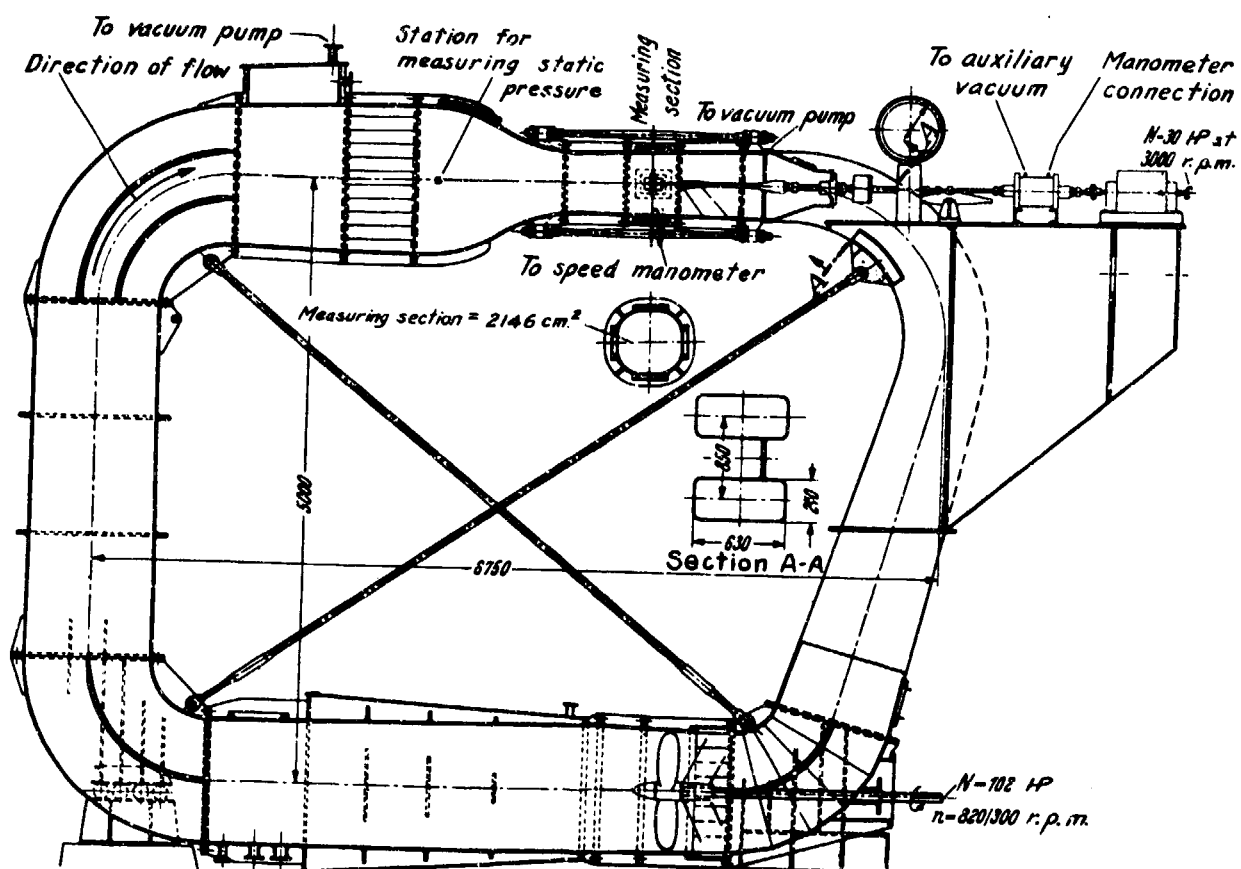 To vacuum pump
Direction of flow
Station for
measuring static
pressure
Measuring
section
To vacuum pump
To auxiliary
vacuum
Manometer
connection
N=30 HP at
3000 r.p.m.
To speed manometer
A-A
Measuring section = 2146 cm.²
5000
850
250
630
Section A-A
6750
N=102 HP
n=820/300 r.p.m.